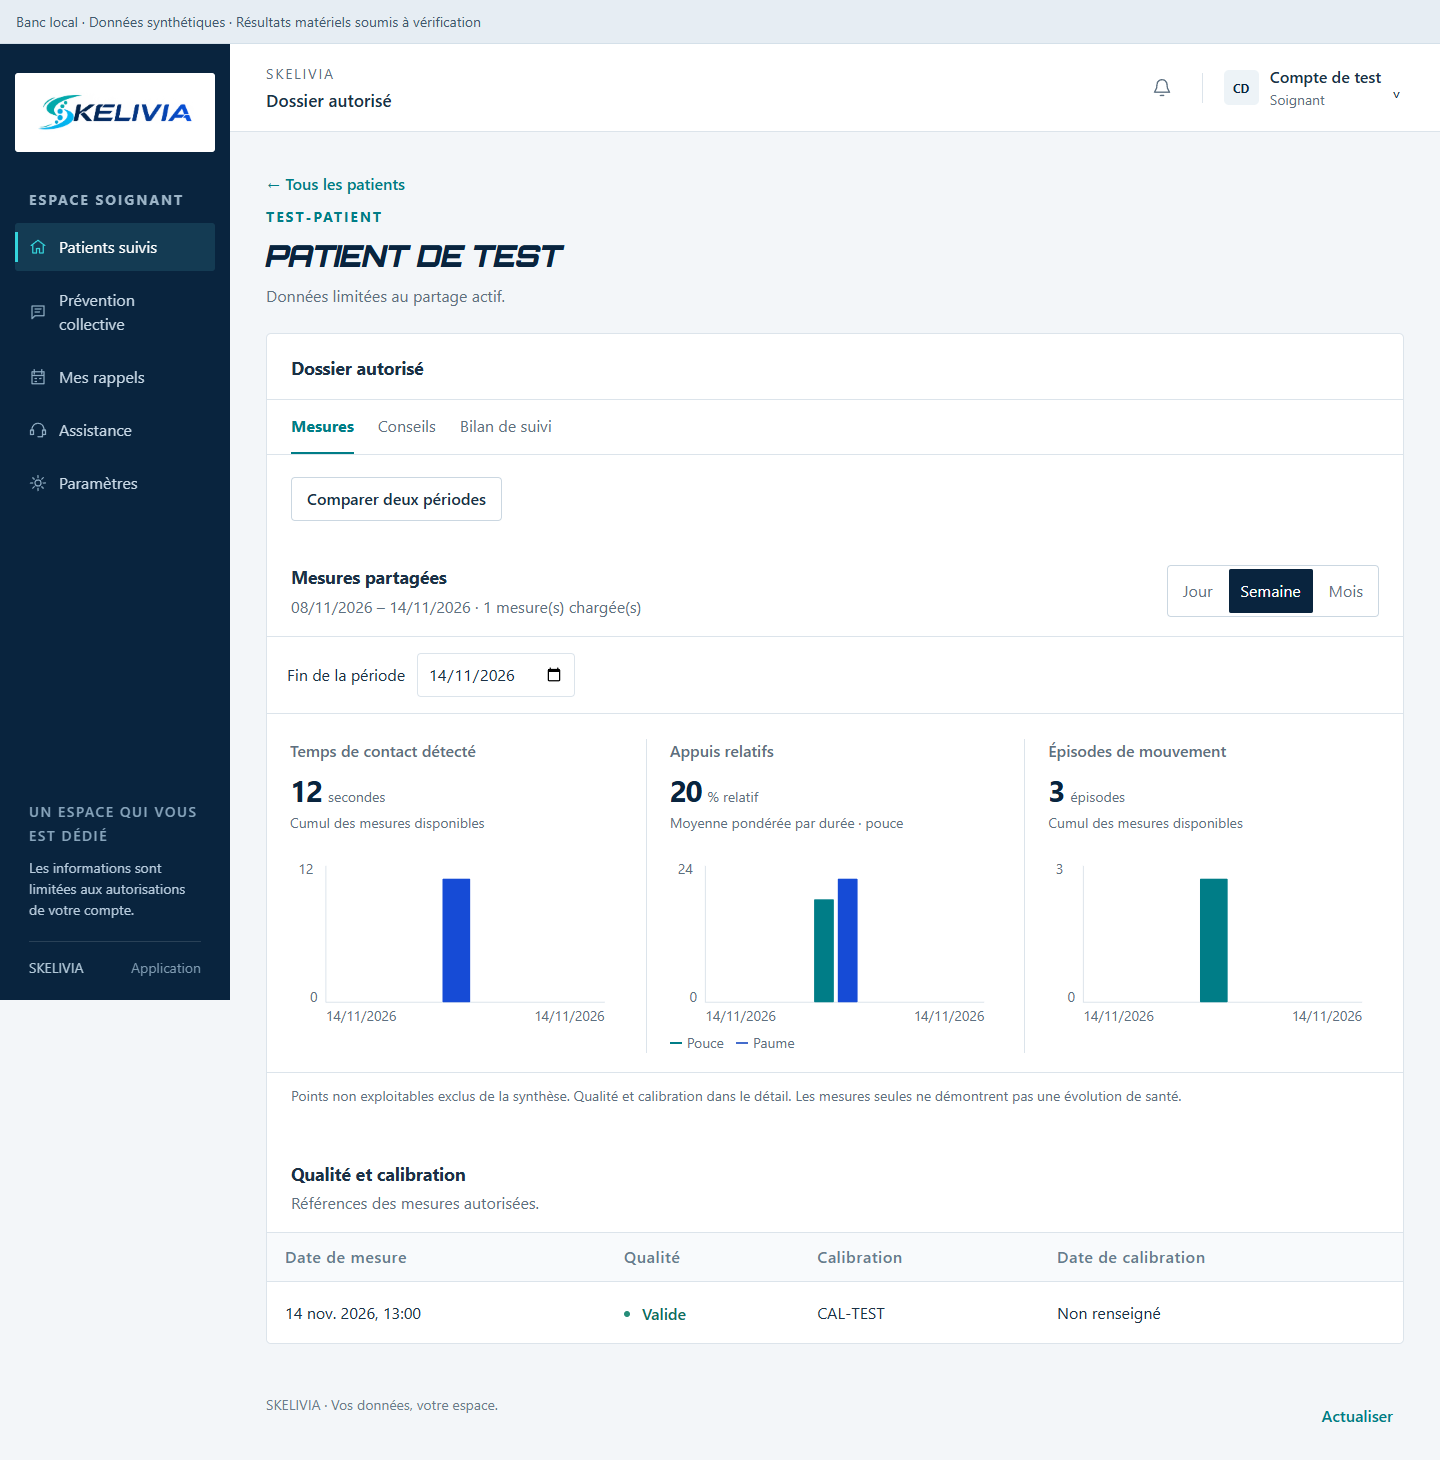 Banc local · Données synthétiques · Résultats matériels soumis à vérification
SKELIVIA
ESPACE SOIGNANT
Patients suivis
Prévention
collective
Mes rappels
Assistance
Paramètres
UN ESPACE QUI VOUS
EST DÉDIÉ
Les informations sont
limitées aux autorisations
de votre compte.
SKELIVIA Application
SKELIVIA
Dossier autorisé
CD
Compte de test
Soignant
v
← Tous les patients
TEST-PATIENT
PATIENT DE TEST
Données limitées au partage actif.
Dossier autorisé
Mesures Conseils Bilan de suivi
Comparer deux périodes
Mesures partagées
08/11/2026 – 14/11/2026 · 1 mesure(s) chargée(s)
Jour Semaine Mois
Fin de la période 14/11/2026
Temps de contact détecté
12 secondes
Cumul des mesures disponibles
12
0
14/11/2026 14/11/2026
Appuis relatifs
20 % relatif
Moyenne pondérée par durée · pouce
24
0
14/11/2026 14/11/2026
Pouce Paume
Épisodes de mouvement
3 épisodes
Cumul des mesures disponibles
3
0
14/11/2026 14/11/2026
Points non exploitables exclus de la synthèse. Qualité et calibration dans le détail. Les mesures seules ne démontrent pas une évolution de santé.
Qualité et calibration
Références des mesures autorisées.
Date de mesure Qualité Calibration Date de calibration
14 nov. 2026, 13:00 Valide CAL-TEST Non renseigné
SKELIVIA · Vos données, votre espace.
Actualiser